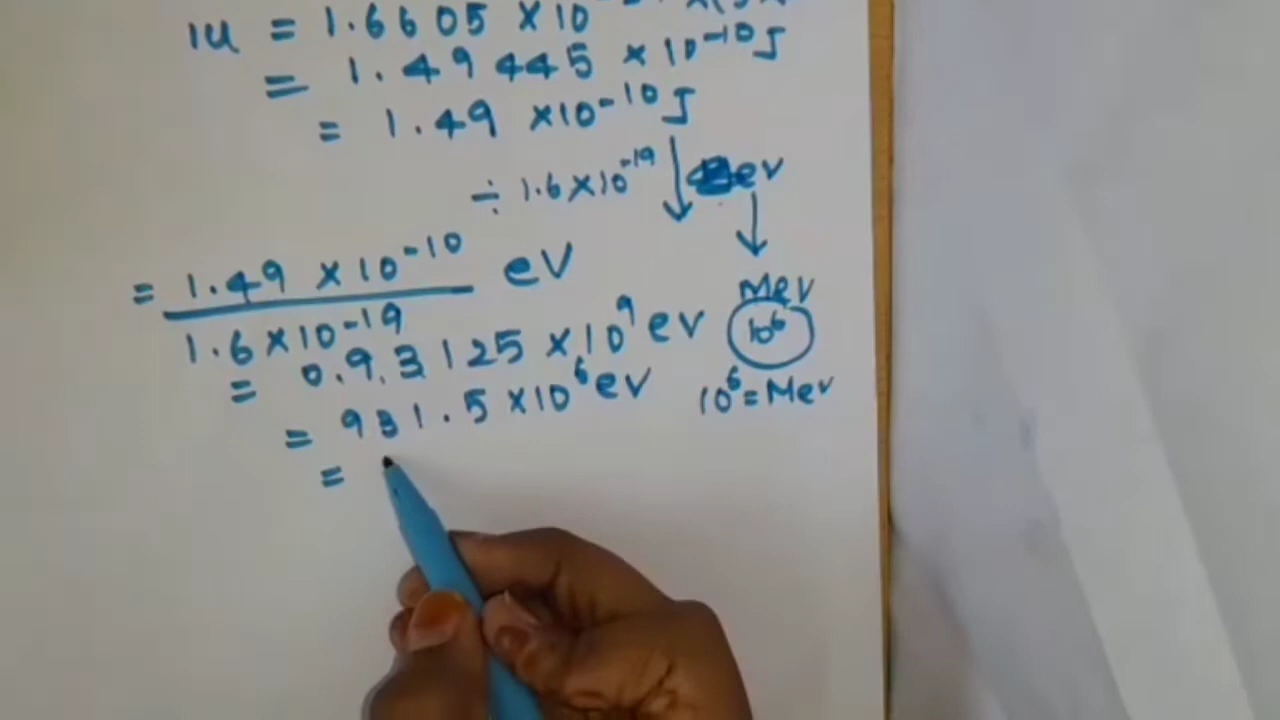 1u = 1.6605 × 10
= 1.49445 × 10⁻¹⁰ J
= 1.49 × 10⁻¹⁰ J
÷ 1.6 × 10⁻¹⁹ ↓ ev
↓
= 1.49 × 10⁻¹⁰ eV
Mev
1.6 × 10⁻¹⁹
10⁶
= 0.93125 × 10⁹ ev
10⁶ = Mev
= 931.5 × 10⁶ ev
=